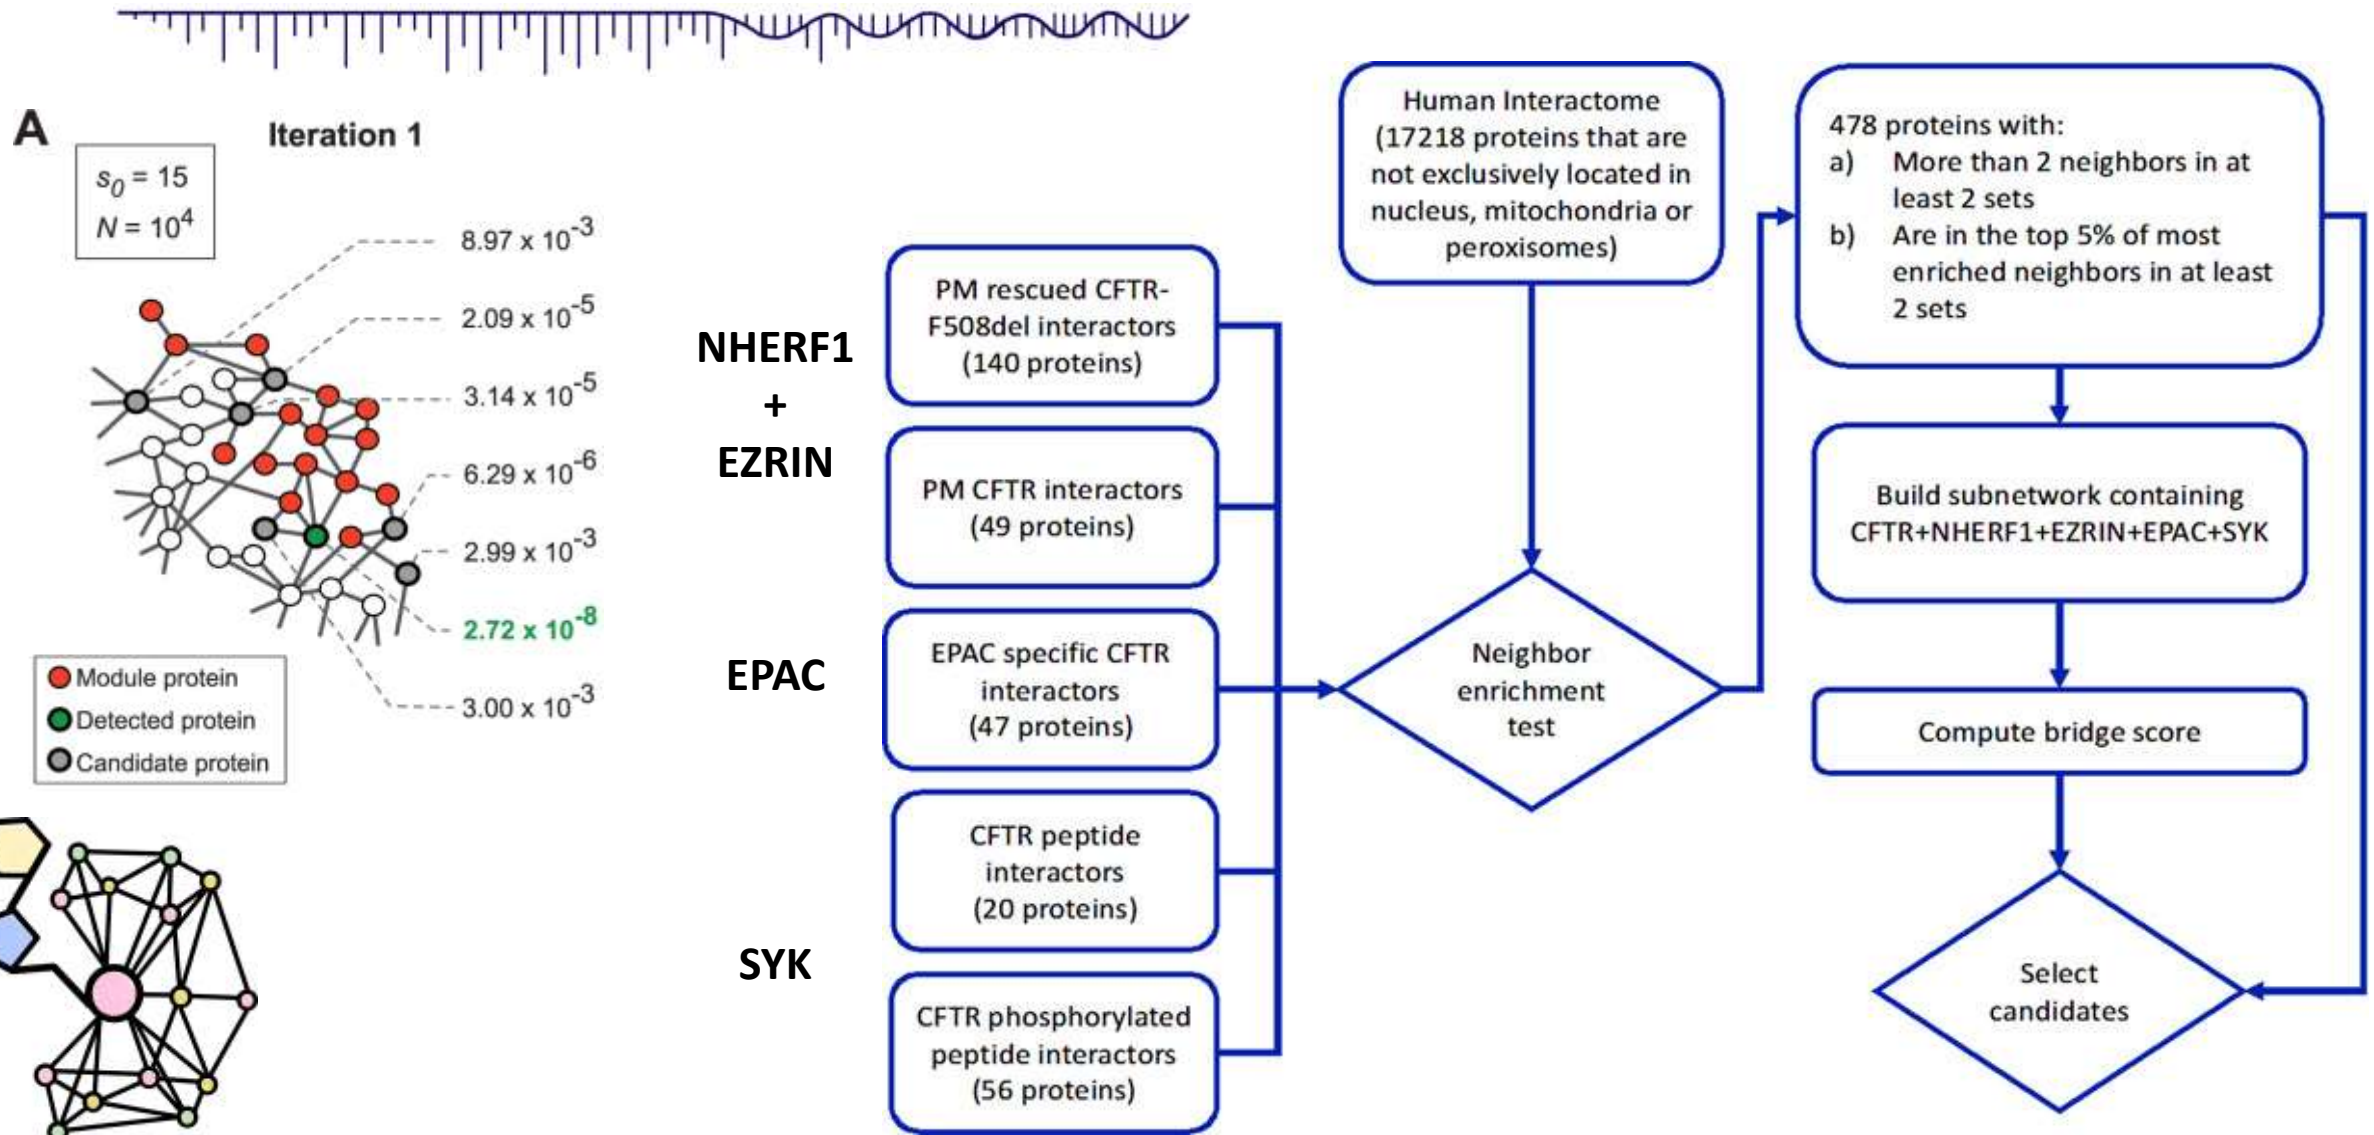 A
Iteration 1
s0 = 15
N = 10^4
8.97 x 10^-3
2.09 x 10^-5
3.14 x 10^-5
6.29 x 10^-6
2.99 x 10^-3
2.72 x 10^-8
3.00 x 10^-3
Module protein
Detected protein
Candidate protein
NHERF1
+
EZRIN
EPAC
SYK
PM rescued CFTR-
F508del interactors
(140 proteins)
PM CFTR interactors
(49 proteins)
EPAC specific CFTR
interactors
(47 proteins)
CFTR peptide
interactors
(20 proteins)
CFTR phosphorylated
peptide interactors
(56 proteins)
Human Interactome
(17218 proteins that are
not exclusively located in
nucleus, mitochondria or
peroxisomes)
Neighbor
enrichment
test
478 proteins with:
a) More than 2 neighbors in at
least 2 sets
b) Are in the top 5% of most
enriched neighbors in at least
2 sets
Build subnetwork containing
CFTR+NHERF1+EZRIN+EPAC+SYK
Compute bridge score
Select
candidates